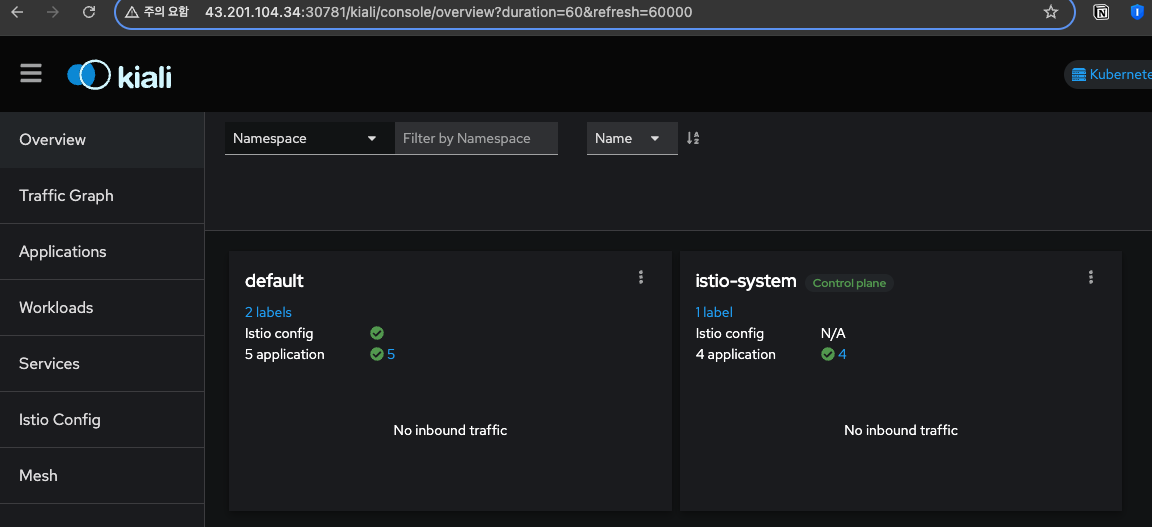 주의 요함 43.201.104.34:30781/kiali/console/overview?duration=60&refresh=60000
kiali
Kubernete
Overview
Traffic Graph
Applications
Workloads
Services
Istio Config
Mesh
Namespace Filter by Namespace Name
default
2 labels
Istio config
5 application 5
No inbound traffic
istio-system Control plane
1 label
Istio config N/A
4 application 4
No inbound traffic